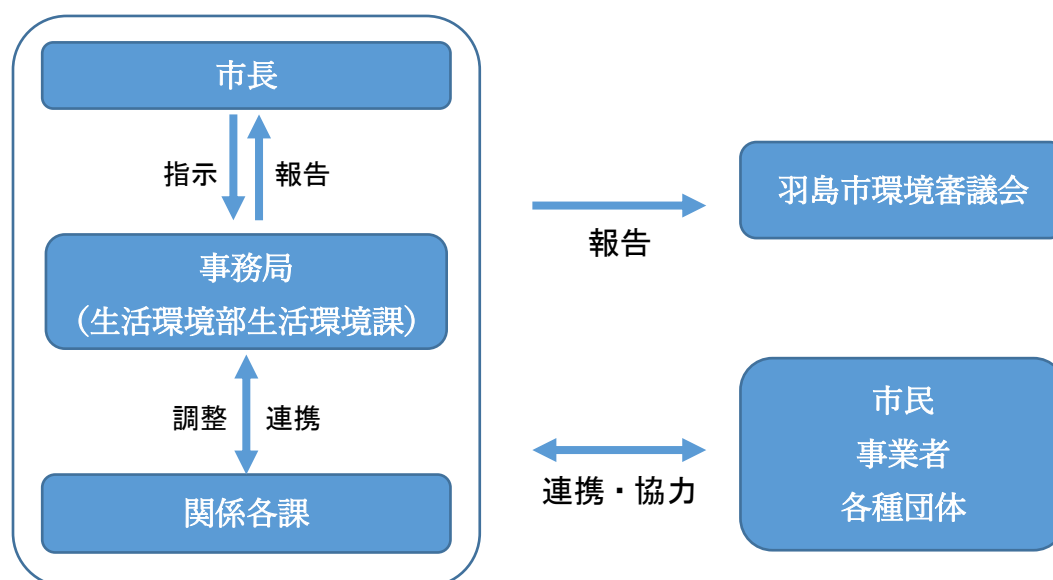 市長
指示
報告
事務局
（生活環境部生活環境課）
調整
連携
関係各課
報告
羽島市環境審議会
連携・協力
市民
事業者
各種団体